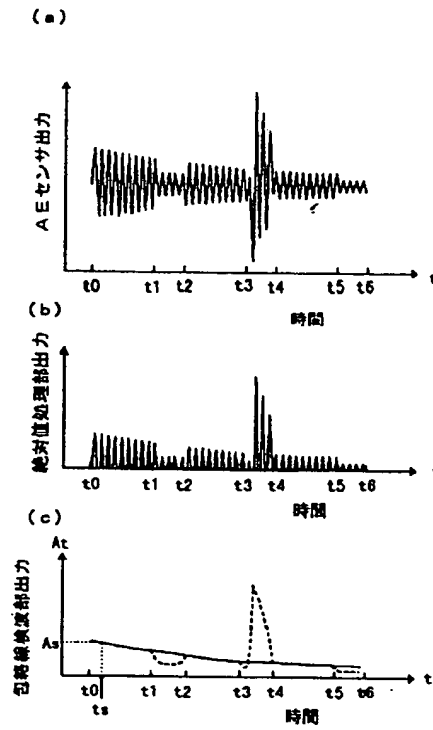 (a)
AEセンサ出力
t0 t1 t2 t3 t4 t5 t6 t
時間
(b)
絶対値処理部出力
t0 t1 t2 t3 t4 t5 t6 t
時間
(c)
At
包絡線検波部出力
As
t0 t1 t2 t3 t4 t5 t6 t
ts
時間